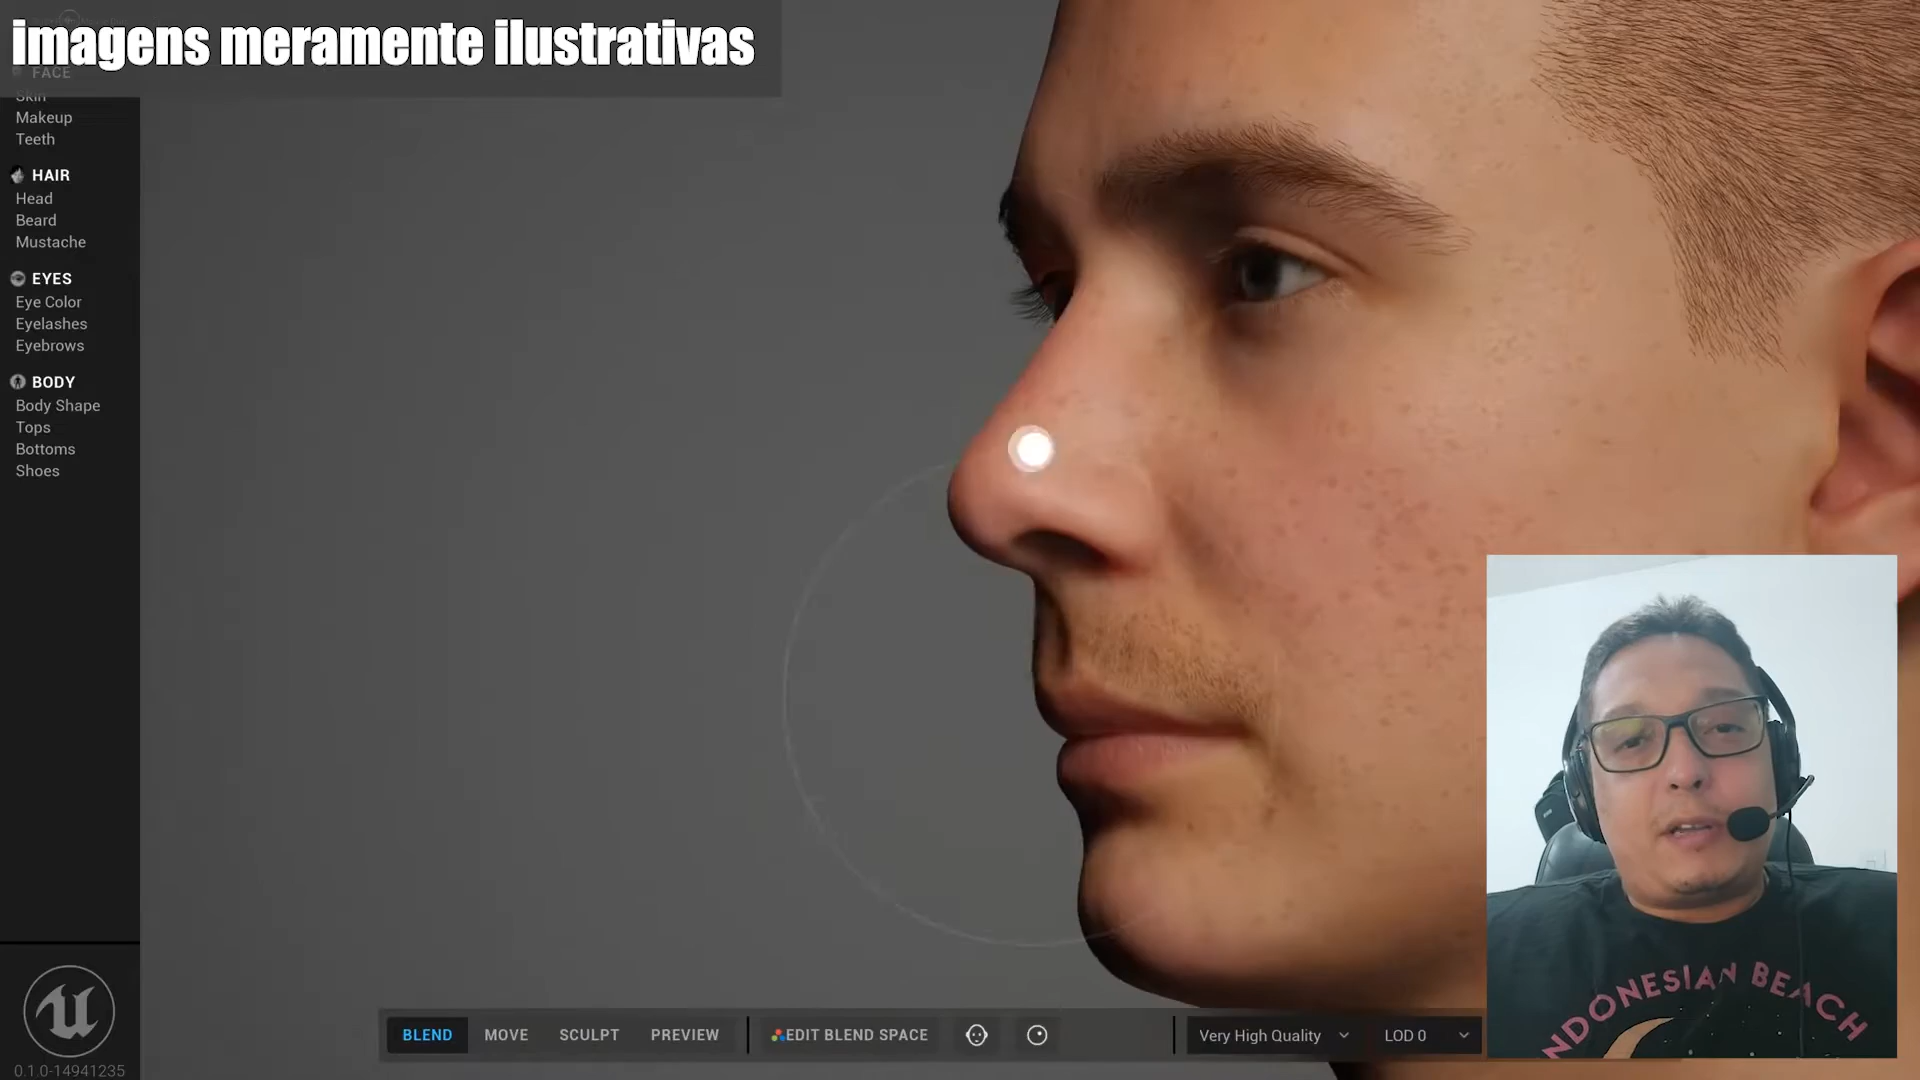 imagens meramente ilustrativas
FACE
Skin
Makeup
Teeth
HAIR
Head
Beard
Mustache
EYES
Eye Color
Eyelashes
Eyebrows
BODY
Body Shape
Tops
Bottoms
Shoes
0.1.0-14941235
BLEND
MOVE
SCULPT
PREVIEW
EDIT BLEND SPACE
Very High Quality
LOD 0
NDONESIAN BEACH